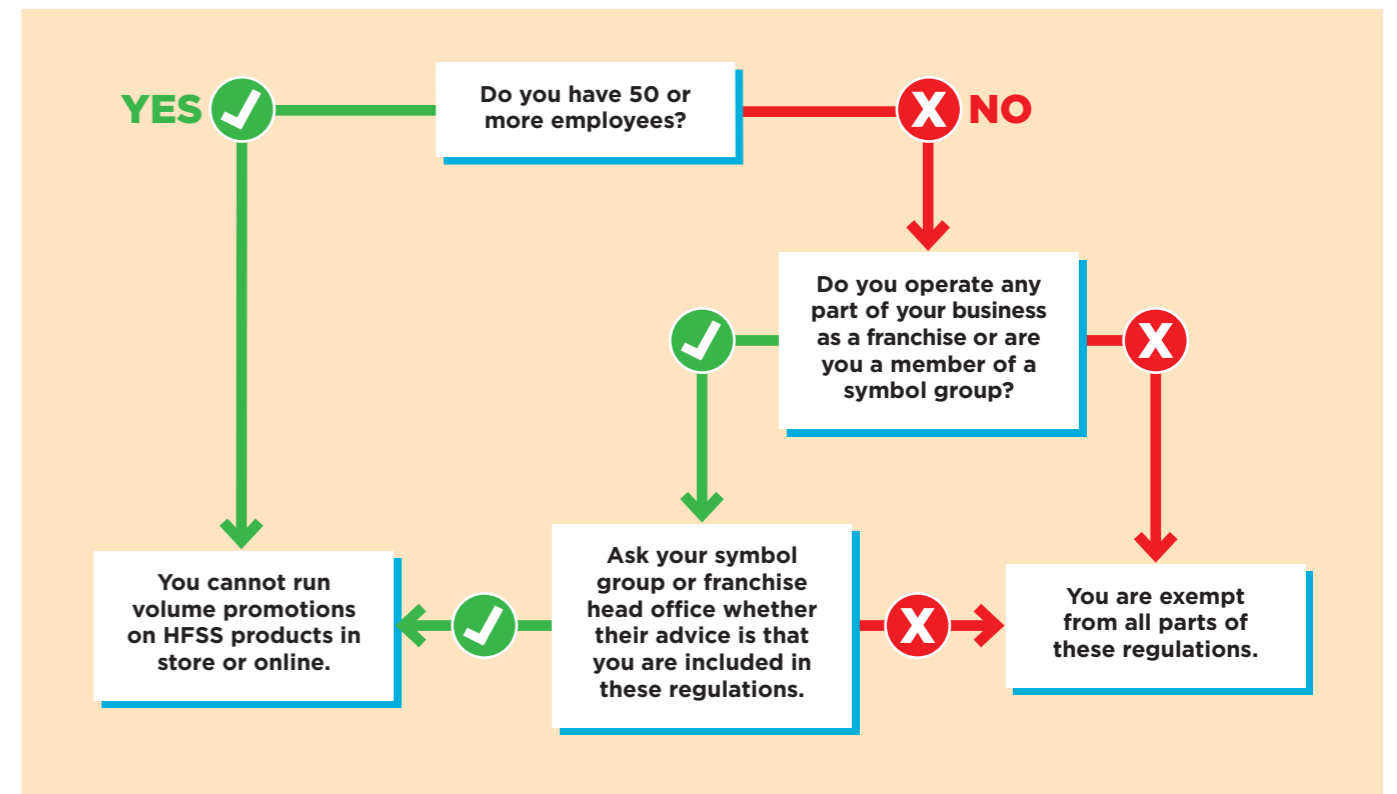 YES
Do you have 50 or
more employees?
X NO
Do you operate any
part of your business
as a franchise or are
you a member of a
symbol group?
X
You cannot run
volume promotions
on HFSS products in
store or online.
Ask your symbol
group or franchise
head office whether
their advice is that
you are included in
these regulations.
X
You are exempt
from all parts of
these regulations.